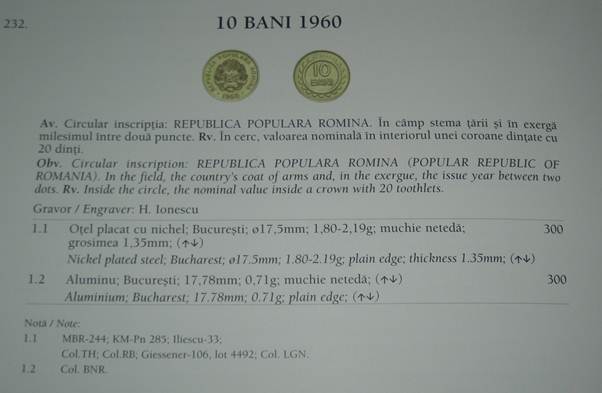 232.
10 BANI 1960
Av. Circular inscripția: REPUBLICA POPULARA ROMINA. În câmp stema țării și în exergă
milesimul între două puncte. Rv. În cerc, valoarea nominală în interiorul unei coroane dințate cu
20 dinți.
Obv. Circular inscription: REPUBLICA POPULARA ROMINA (POPULAR REPUBLIC OF
ROMANIA). In the field, the country's coat of arms and, in the exergue, the issue year between two
dots. Rv. Inside the circle, the nominal value inside a crown with 20 toothlets.
Gravor / Engraver: H. Ionescu
1.1 Oțel placat cu nichel; București; ø17,5mm; 1,80-2,19g; muchie netedă; 300
grosimea 1,35mm; (↑↓)
Nickel plated steel; Bucharest; ø17.5mm; 1.80-2.19g; plain edge; thickness 1.35mm; (↑↓)
1.2 Aluminu; București; 17,78mm; 0,71g; muchie netedă; (↑↓) 300
Aluminium; Bucharest; 17.78mm; 0.71g; plain edge; (↑↓)
Notă / Note:
1.1 MBR-244; KM-Pn 285; Iliescu-33;
Col.TH; Col.RB; Giessener-106, lot 4492; Col. LGN.
1.2 Col. BNR.